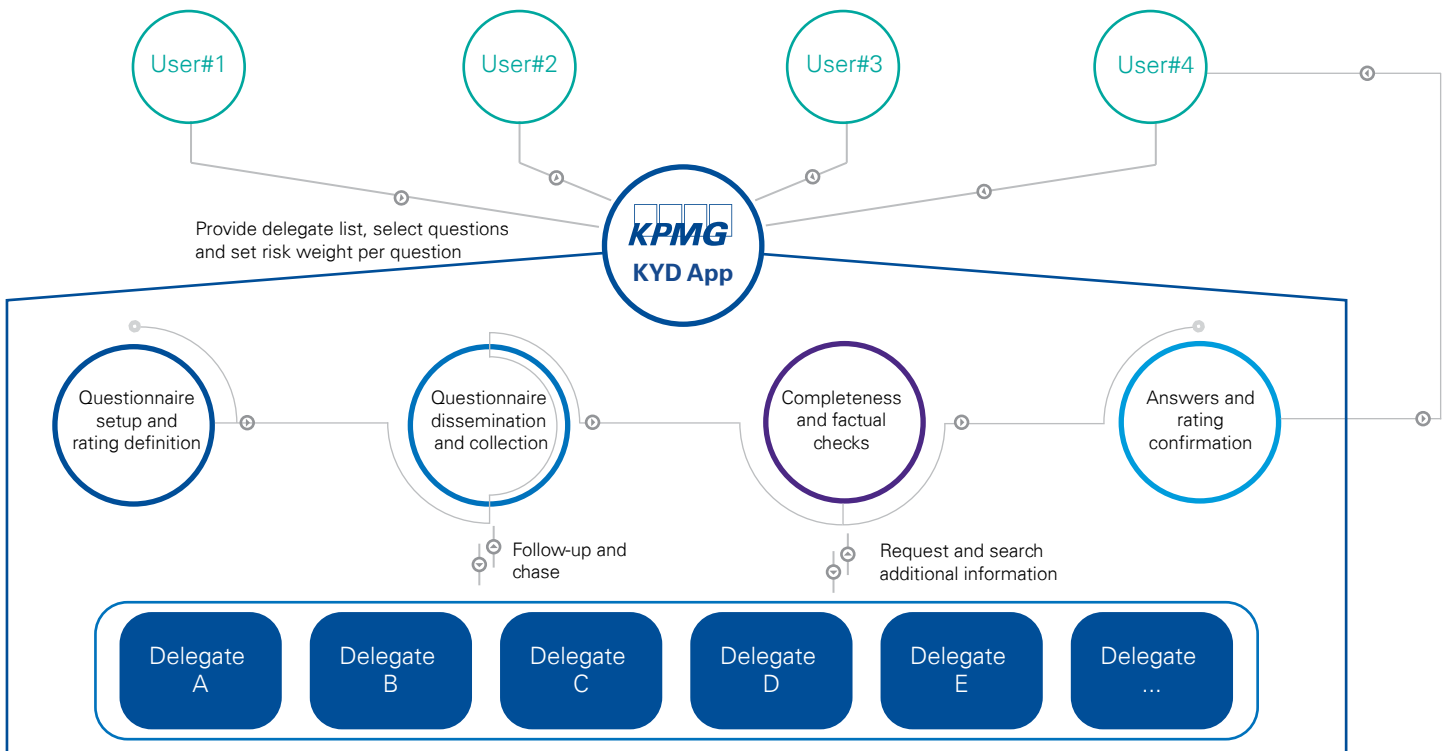 User#1
User#2
User#3
User#4
Provide delegate list, select questions
and set risk weight per question
KPMG
KYD App
Questionnaire
setup and
rating definition
Questionnaire
dissemination
and collection
Completeness
and factual
checks
Answers and
rating
confirmation
Follow-up and
chase
Request and search
additional information
Delegate
A
Delegate
B
Delegate
C
Delegate
D
Delegate
E
Delegate
...